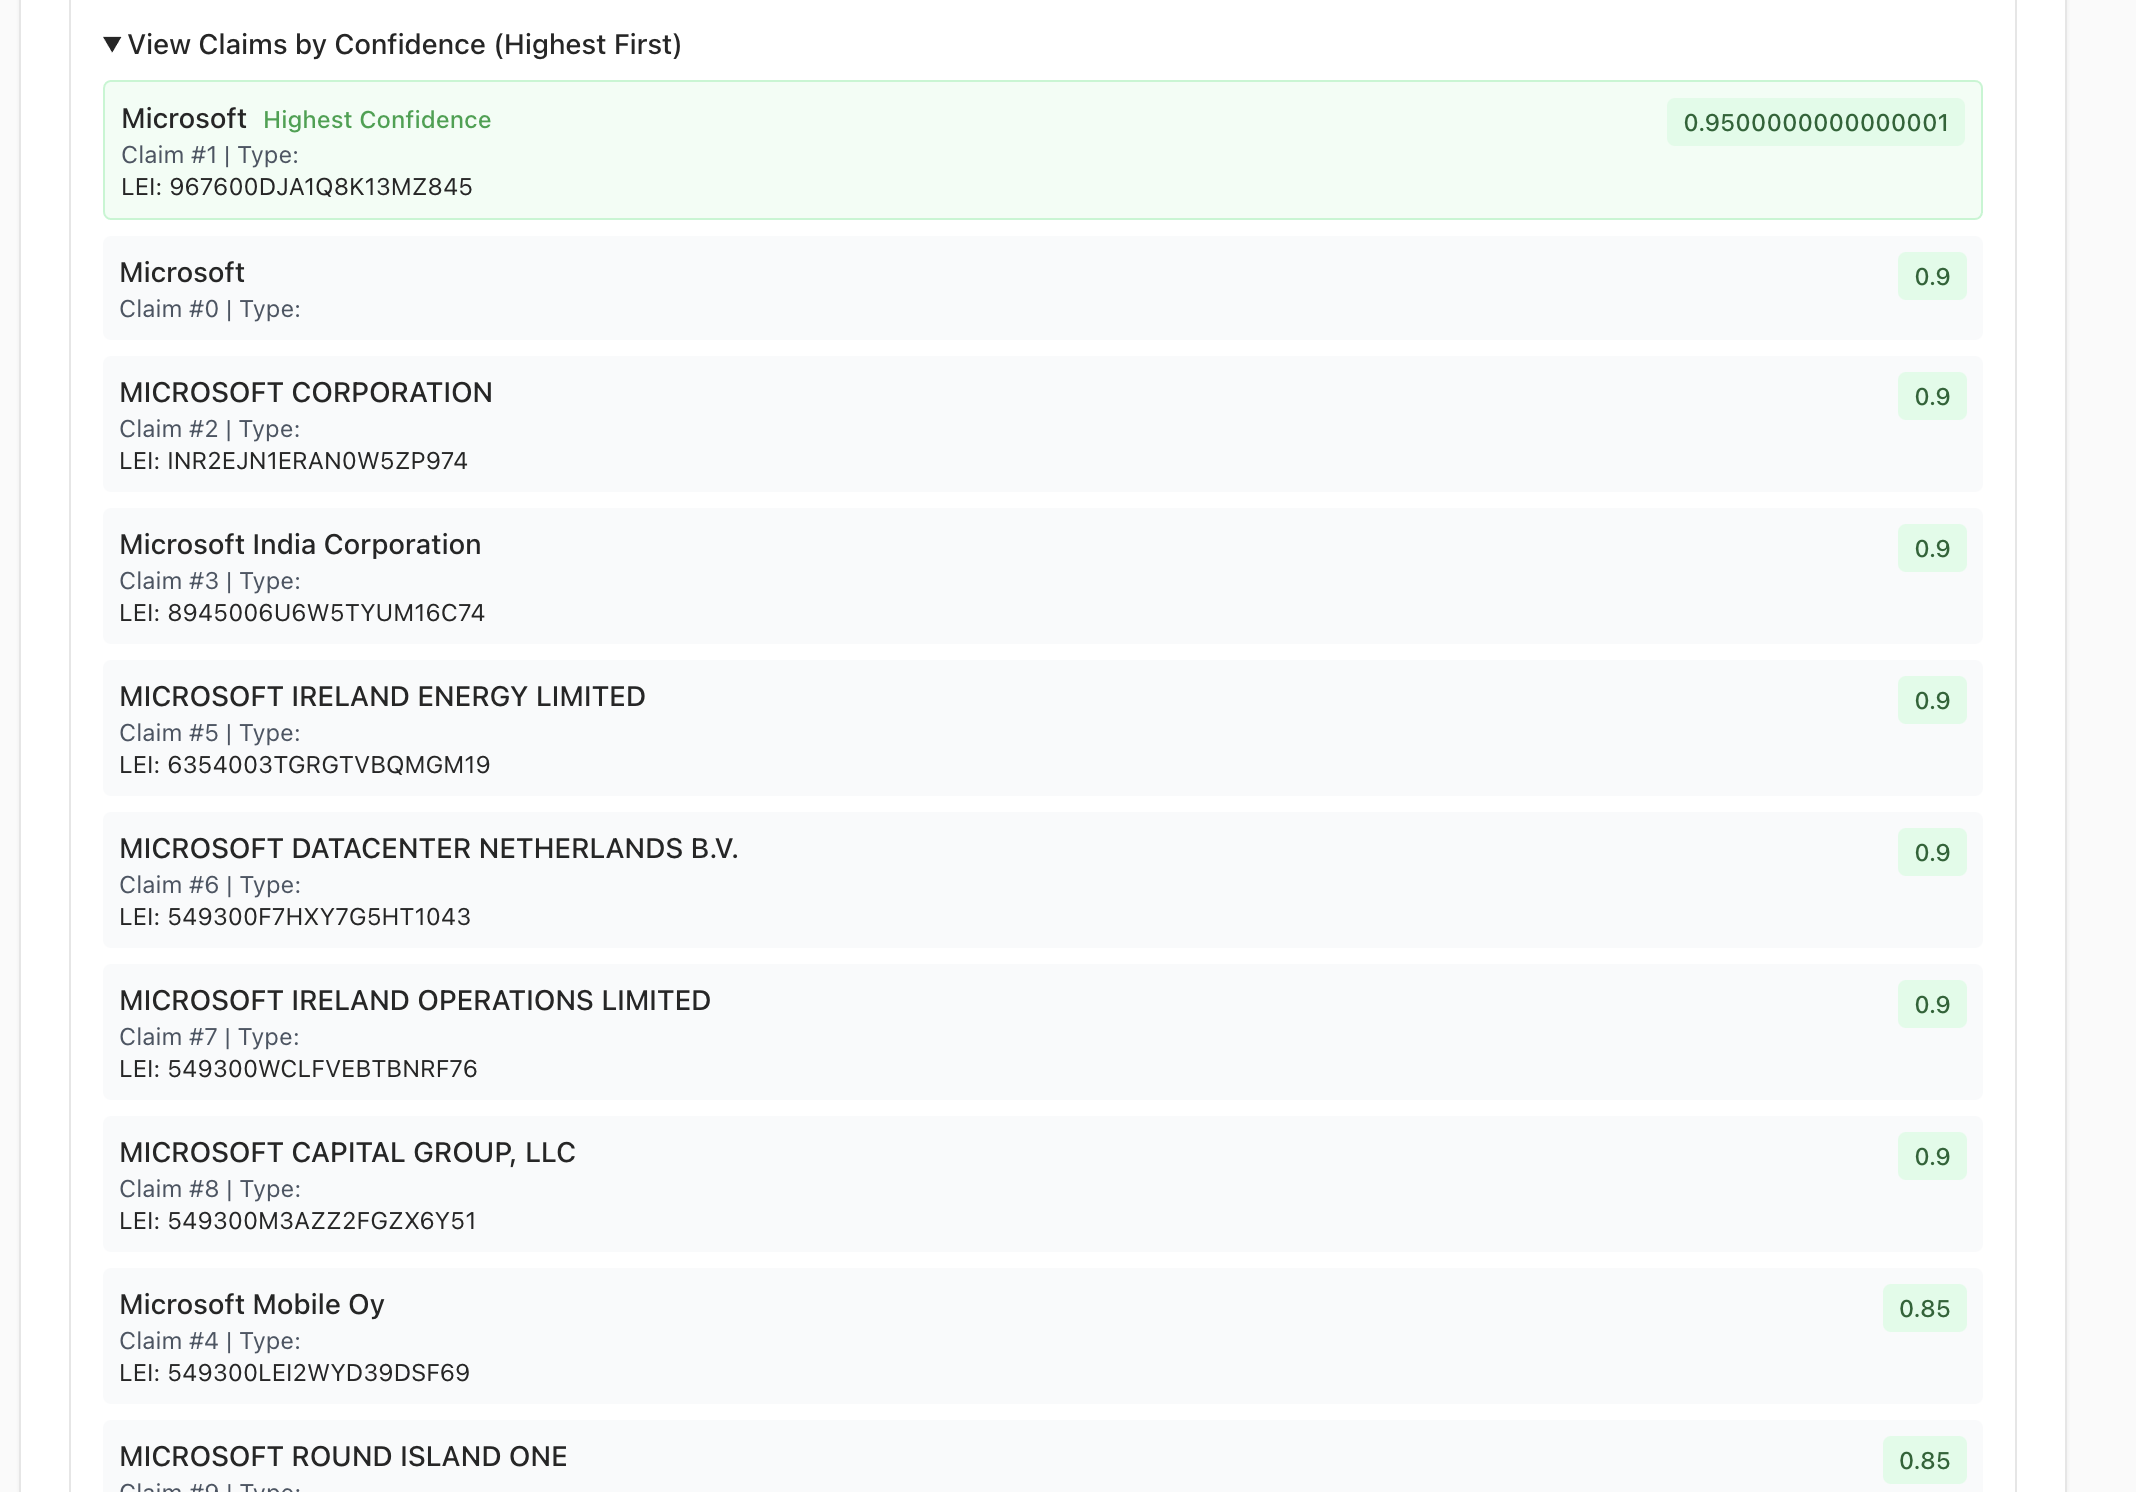 ▼ View Claims by Confidence (Highest First)
Microsoft Highest Confidence
0.9500000000000001
Claim #1 | Type:
LEI: 967600DJA1Q8K13MZ845
Microsoft
0.9
Claim #0 | Type:
MICROSOFT CORPORATION
0.9
Claim #2 | Type:
LEI: INR2EJN1ERAN0W5ZP974
Microsoft India Corporation
0.9
Claim #3 | Type:
LEI: 8945006U6W5TYUM16C74
MICROSOFT IRELAND ENERGY LIMITED
0.9
Claim #5 | Type:
LEI: 6354003TGRGTVBQMGM19
MICROSOFT DATACENTER NETHERLANDS B.V.
0.9
Claim #6 | Type:
LEI: 549300F7HXY7G5HT1043
MICROSOFT IRELAND OPERATIONS LIMITED
0.9
Claim #7 | Type:
LEI: 549300WCLFVEBTBNRF76
MICROSOFT CAPITAL GROUP, LLC
0.9
Claim #8 | Type:
LEI: 549300M3AZZ2FGZX6Y51
Microsoft Mobile Oy
0.85
Claim #4 | Type:
LEI: 549300LEI2WYD39DSF69
MICROSOFT ROUND ISLAND ONE
0.85
Claim #9 | Type: